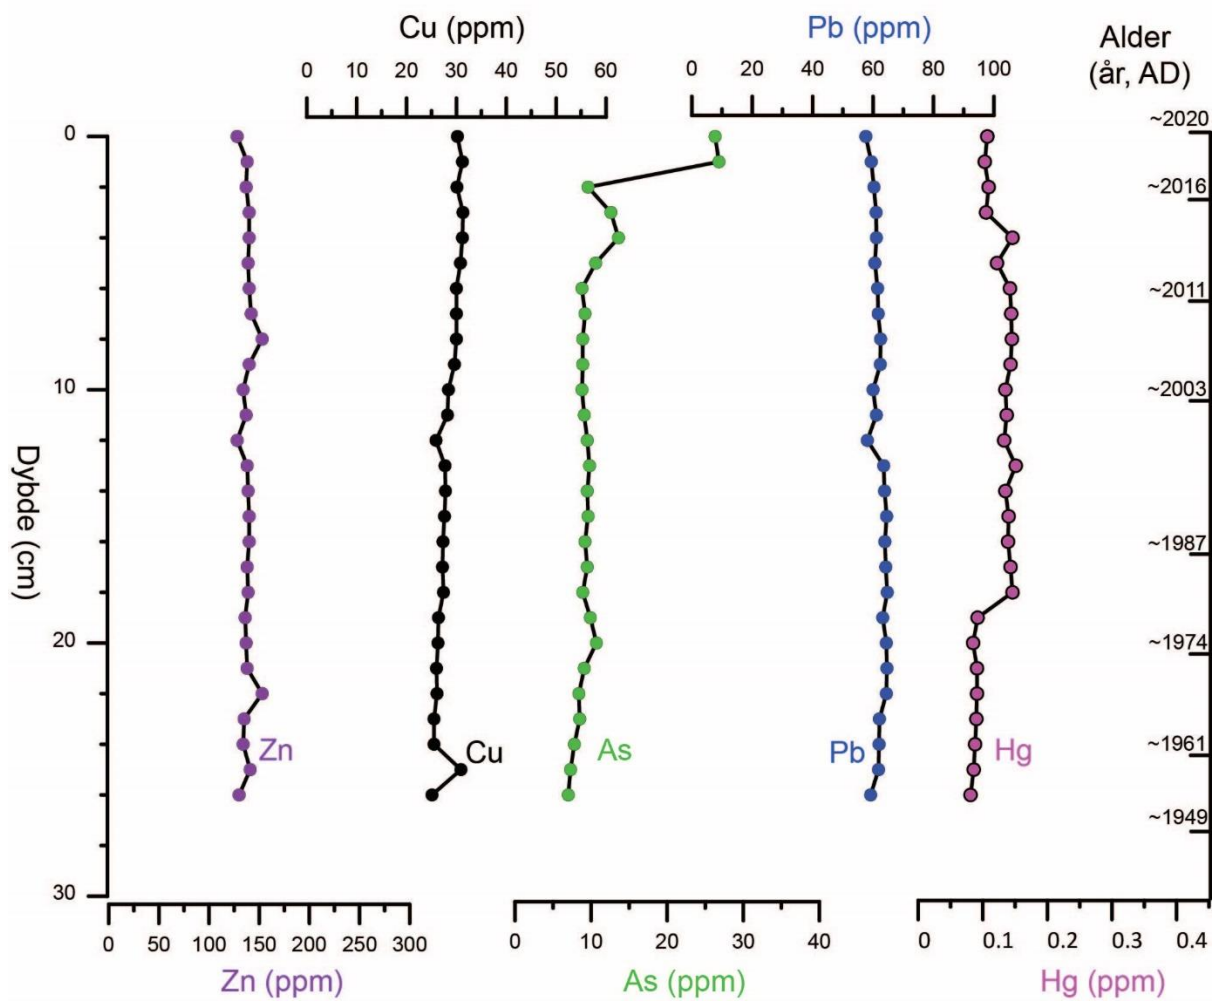 Cu (ppm)
0 10 20 30 40 50 60
Pb (ppm)
0 20 40 60 80 100
Alder
(år, AD)
0
10
20
30
Dybde (cm)
~2020
~2016
~2011
~2003
~1987
~1974
~1961
~1949
Zn
Cu
As
Pb
Hg
0 50 100 150 200 250 300
Zn (ppm)
0 10 20 30 40
As (ppm)
0 0.1 0.2 0.3 0.4
Hg (ppm)